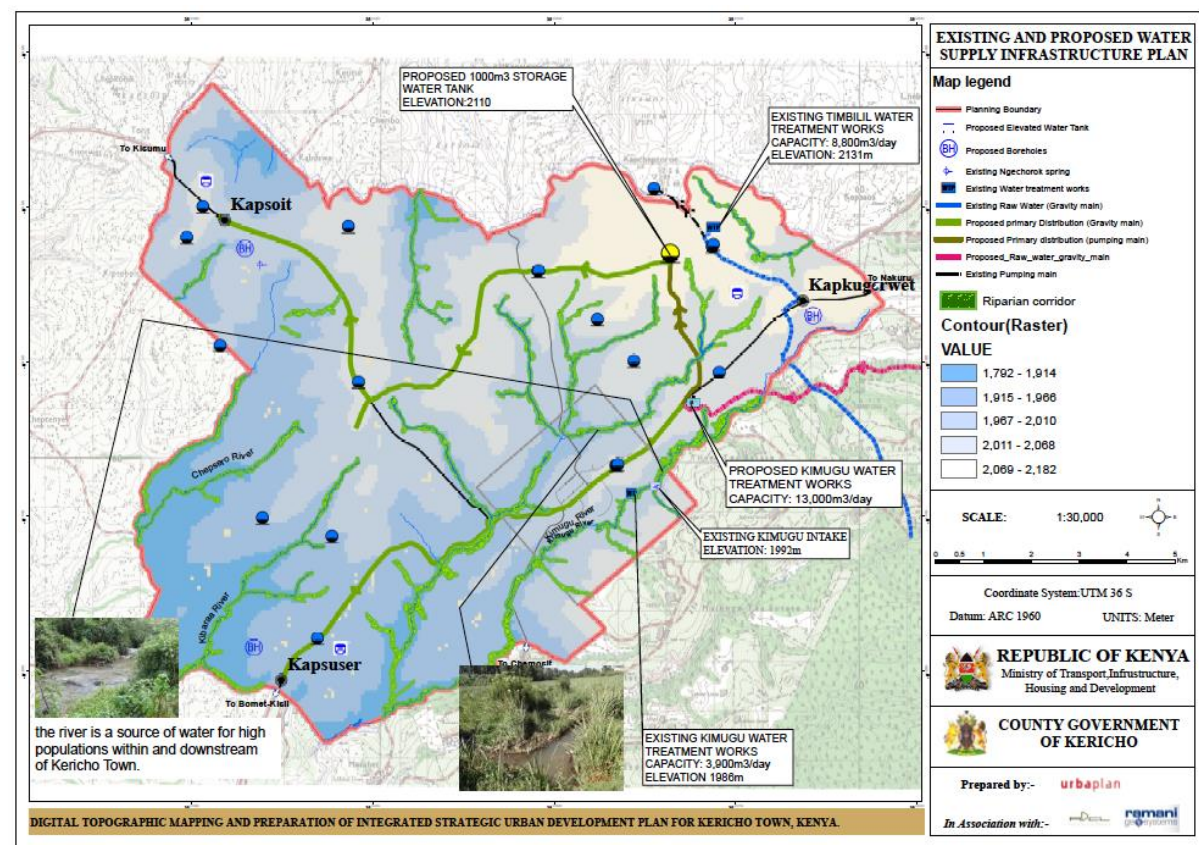 PROPOSED 1000m3 STORAGE
WATER TANK
ELEVATION:2110
EXISTING TIMBILIL WATER
TREATMENT WORKS
CAPACITY: 8,800m3/day
ELEVATION: 2131m
To Kisumu
Kapsoit
BH
To Nakuru
Kapkugerwet
BH
Chepsero River
PROPOSED KIMUGU WATER
TREATMENT WORKS
CAPACITY: 13,000m3/day
Kimugu River
EXISTING KIMUGU INTAKE
ELEVATION: 1992m
Kibaraa River
BH
Kapsuser
To Bomet-Kisii
To Chemosit
EXISTING KIMUGU WATER
TREATMENT WORKS
CAPACITY: 3,900m3/day
ELEVATION 1986m
the river is a source of water for high
populations within and downstream
of Kericho Town.
DIGITAL TOPOGRAPHIC MAPPING AND PREPARATION OF INTEGRATED STRATEGIC URBAN DEVELOPMENT PLAN FOR KERICHO TOWN, KENYA.
EXISTING AND PROPOSED WATER
SUPPLY INFRASTRUCTURE PLAN
Map legend
Planning Boundary
Proposed Elevated Water Tank
BH Proposed Boreholes
Existing Ngechorok spring
Existing Water treatment works
Existing Raw Water (Gravity main)
Proposed primary Distribution (Gravity main)
Proposed Primary distribution (pumping main)
Proposed_Raw_water_gravity_main
Existing Pumping main
Riparian corridor
Contour(Raster)
VALUE
1,792 - 1,914
1,915 - 1,966
1,967 - 2,010
2,011 - 2,068
2,069 - 2,182
SCALE: 1:30,000
0 0.5 1 2 3 4 5
Km
Coordinate System:UTM 36 S
Datum: ARC 1960 UNITS: Meter
REPUBLIC OF KENYA
Ministry of Transport,Infrastructure,
Housing and Development
COUNTY GOVERNMENT
OF KERICHO
Prepared by:- urbaplan
In Association with:- ramani
geosystems